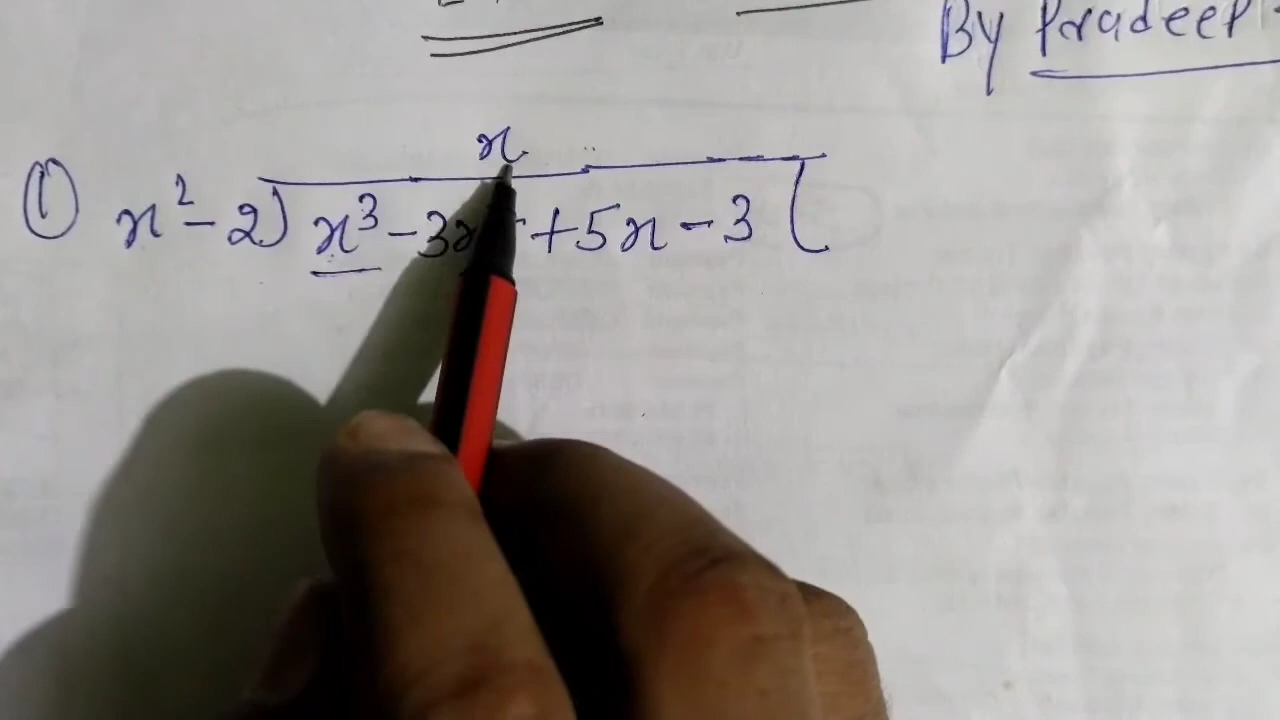 By Pradeep
x
① x² - 2) x³ - 3x + 5x - 3 (